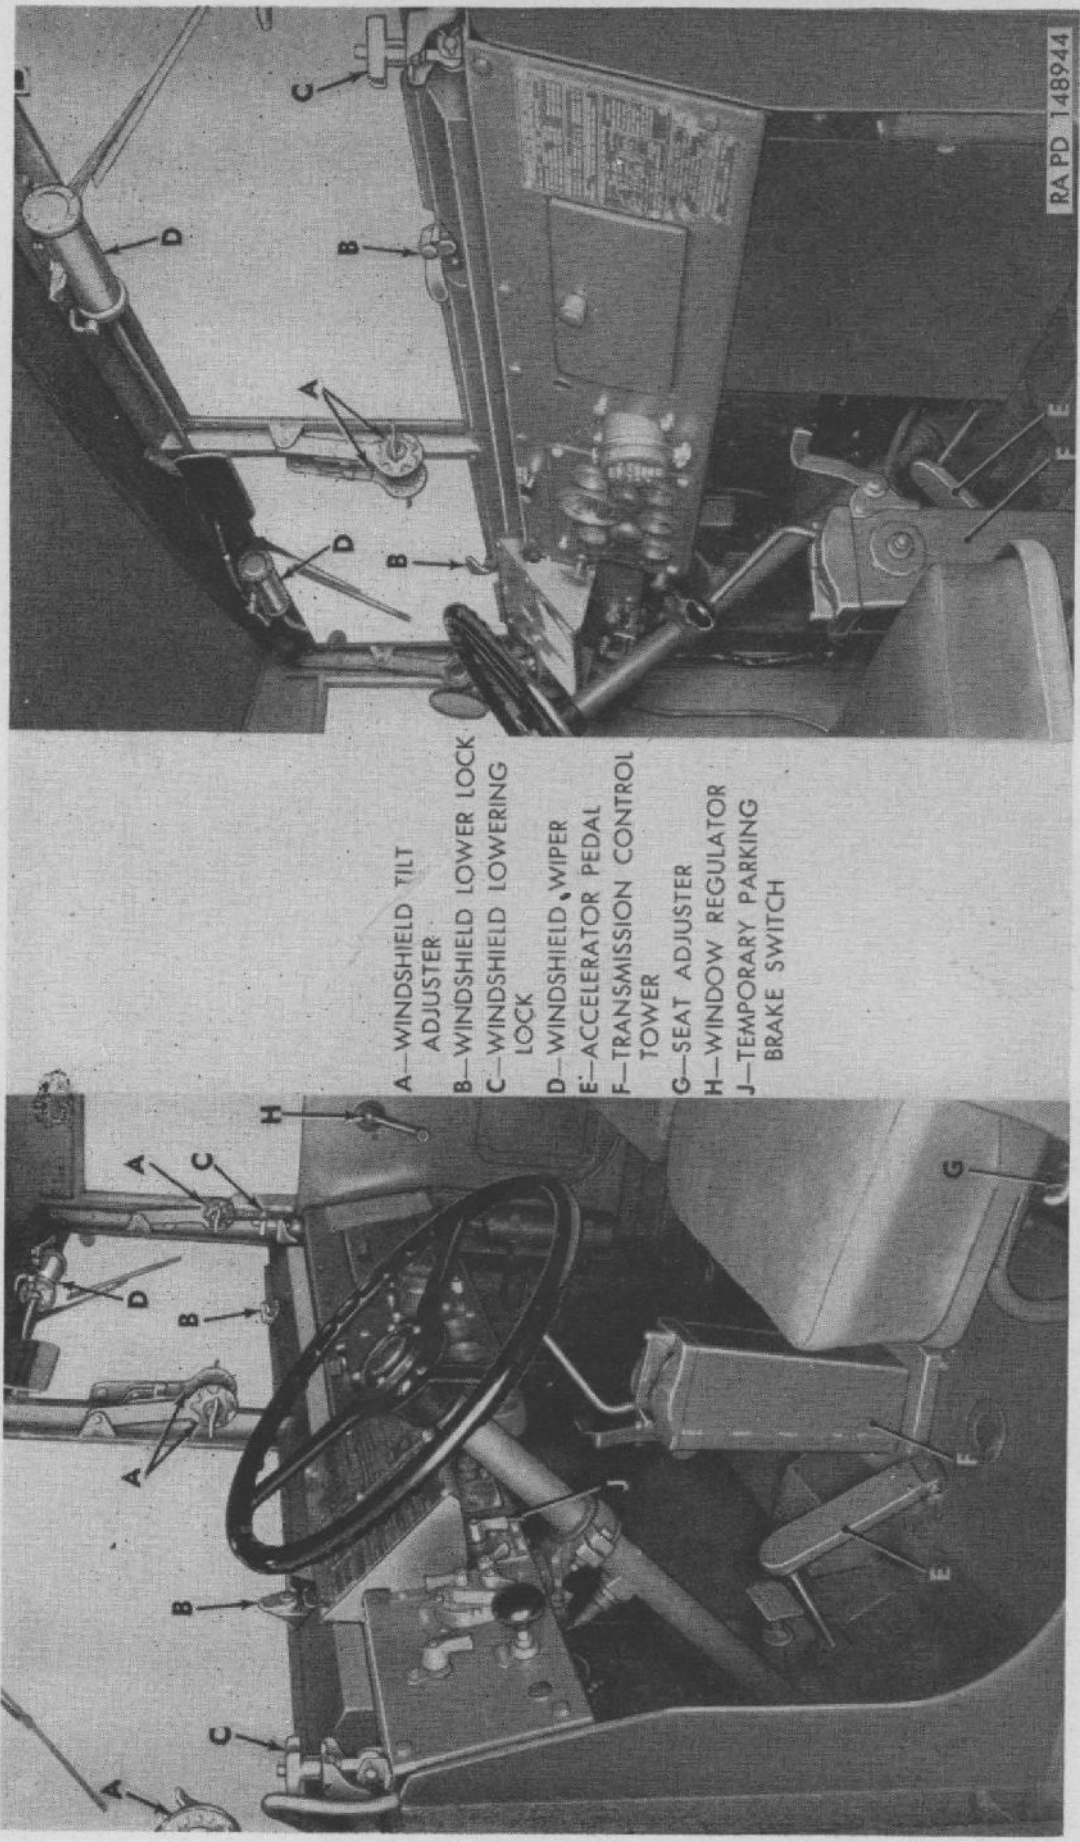 A
C
D
B
A
B
C
A
D
B
A
C
H
J
E
F
G
A—WINDSHIELD TILT
ADJUSTER
B—WINDSHIELD LOWER LOCK
C—WINDSHIELD LOWERING
LOCK
D—WINDSHIELD WIPER
E—ACCELERATOR PEDAL
F—TRANSMISSION CONTROL
TOWER
G—SEAT ADJUSTER
H—WINDOW REGULATOR
J—TEMPORARY PARKING
BRAKE SWITCH
D
B
A
B
D
C
F
E
RA PD 148944